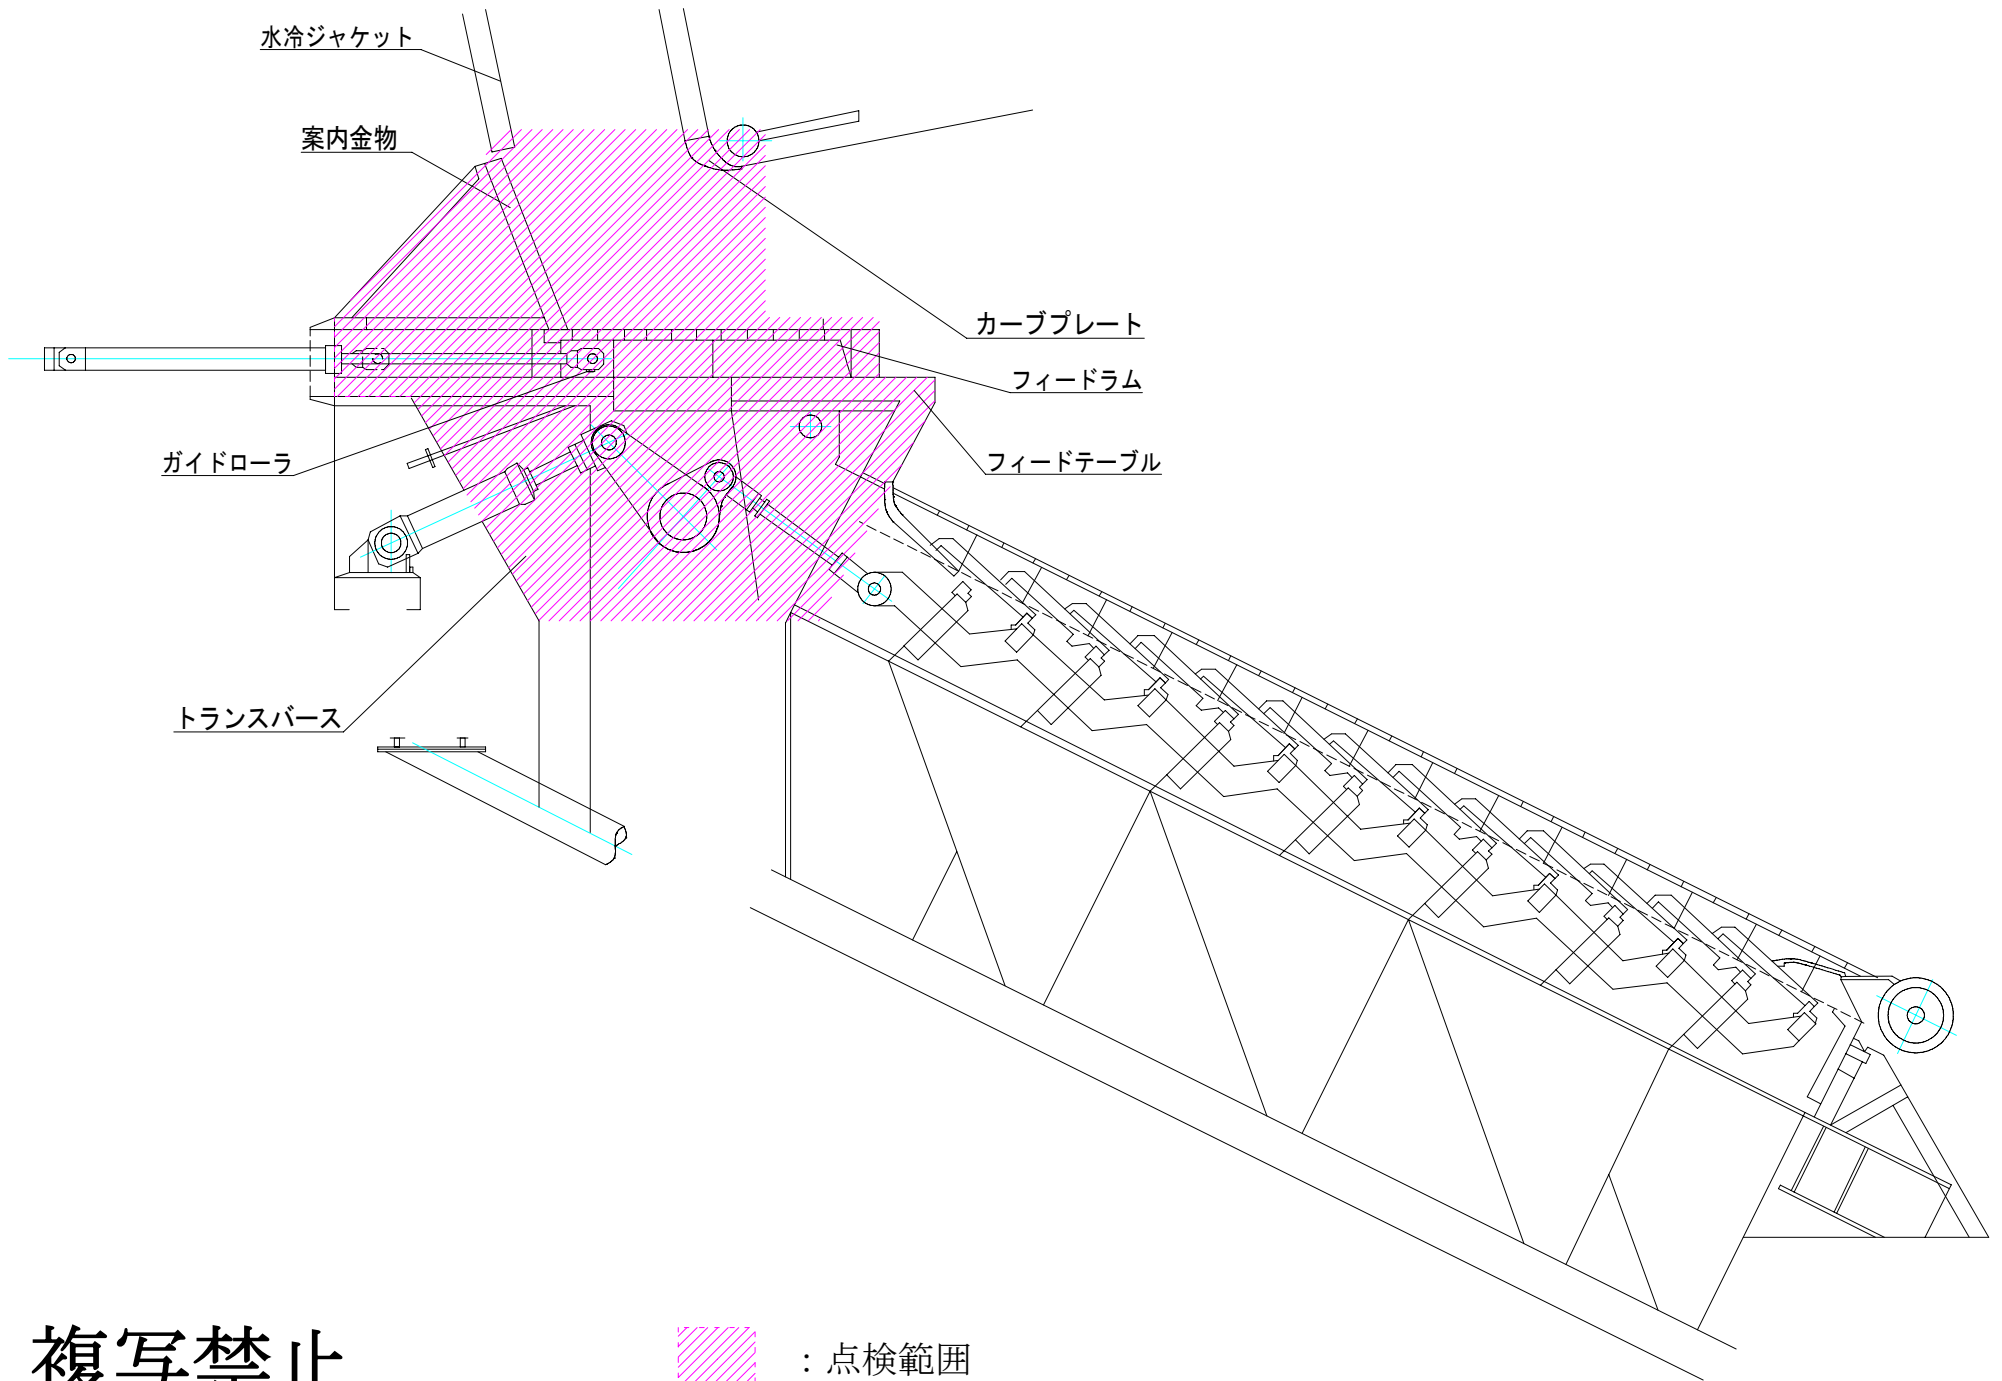 水冷ジャケット
案内金物
カーブプレート
フィードラム
ガイドローラ
フィードテーブル
トランスバース
複写禁止
：点検範囲